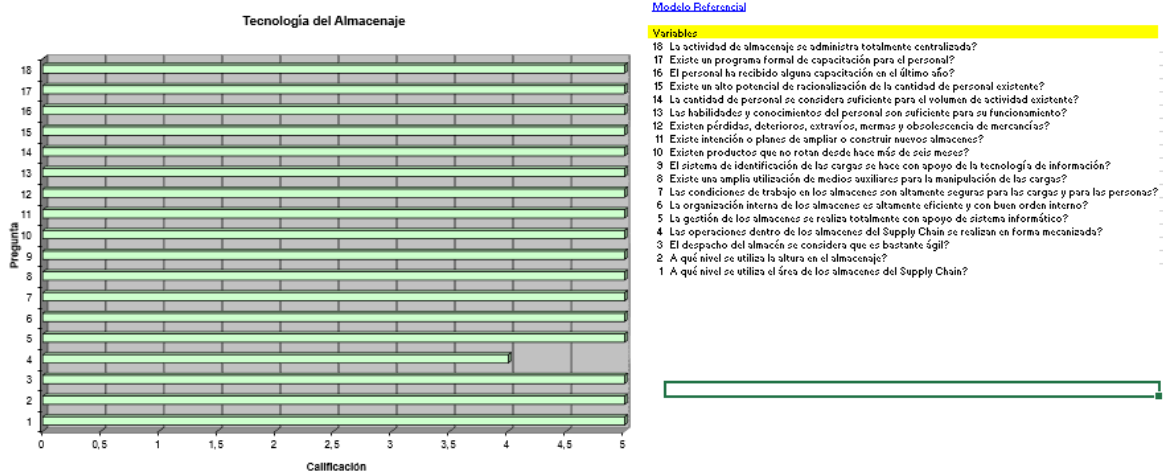 Tecnología del Almacenaje
Pregunta
18
17
16
15
14
13
12
11
10
9
8
7
6
5
4
3
2
1
0
0,5
1
1,5
2
2,5
3
3,5
4
4,5
5
Calificación
Modelo Referencial
Variables
18 La actividad de almacenaje se administra totalmente centralizada?
17 Existe un programa formal de capacitación para el personal?
16 El personal ha recibido alguna capacitación en el último año?
15 Existe un alto potencial de racionalización de la cantidad de personal existente?
14 La cantidad de personal se considera suficiente para el volumen de actividad existente?
13 Las habilidades y conocimientos del personal son suficiente para su funcionamiento?
12 Existen pérdidas, deterioros, extravíos, mermas y obsolescencia de mercancías?
11 Existe intención o planes de ampliar o construir nuevos almacenes?
10 Existen productos que no rotan desde hace más de seis meses?
9 El sistema de identificación de las cargas se hace con apoyo de la tecnología de información?
8 Existe una amplia utilización de medios auxiliares para la manipulación de las cargas?
7 Las condiciones de trabajo en los almacenes son altamente seguras para las cargas y para las personas?
6 La organización interna de los almacenes es altamente eficiente y con buen orden interno?
5 La gestión de los almacenes se realiza totalmente con apoyo de sistema informático?
4 Las operaciones dentro de los almacenes del Supply Chain se realizan en forma mecanizada?
3 El despacho del almacén se considera que es bastante ágil?
2 A qué nivel se utiliza la altura en el almacenaje?
1 A qué nivel se utiliza el área de los almacenes del Supply Chain?